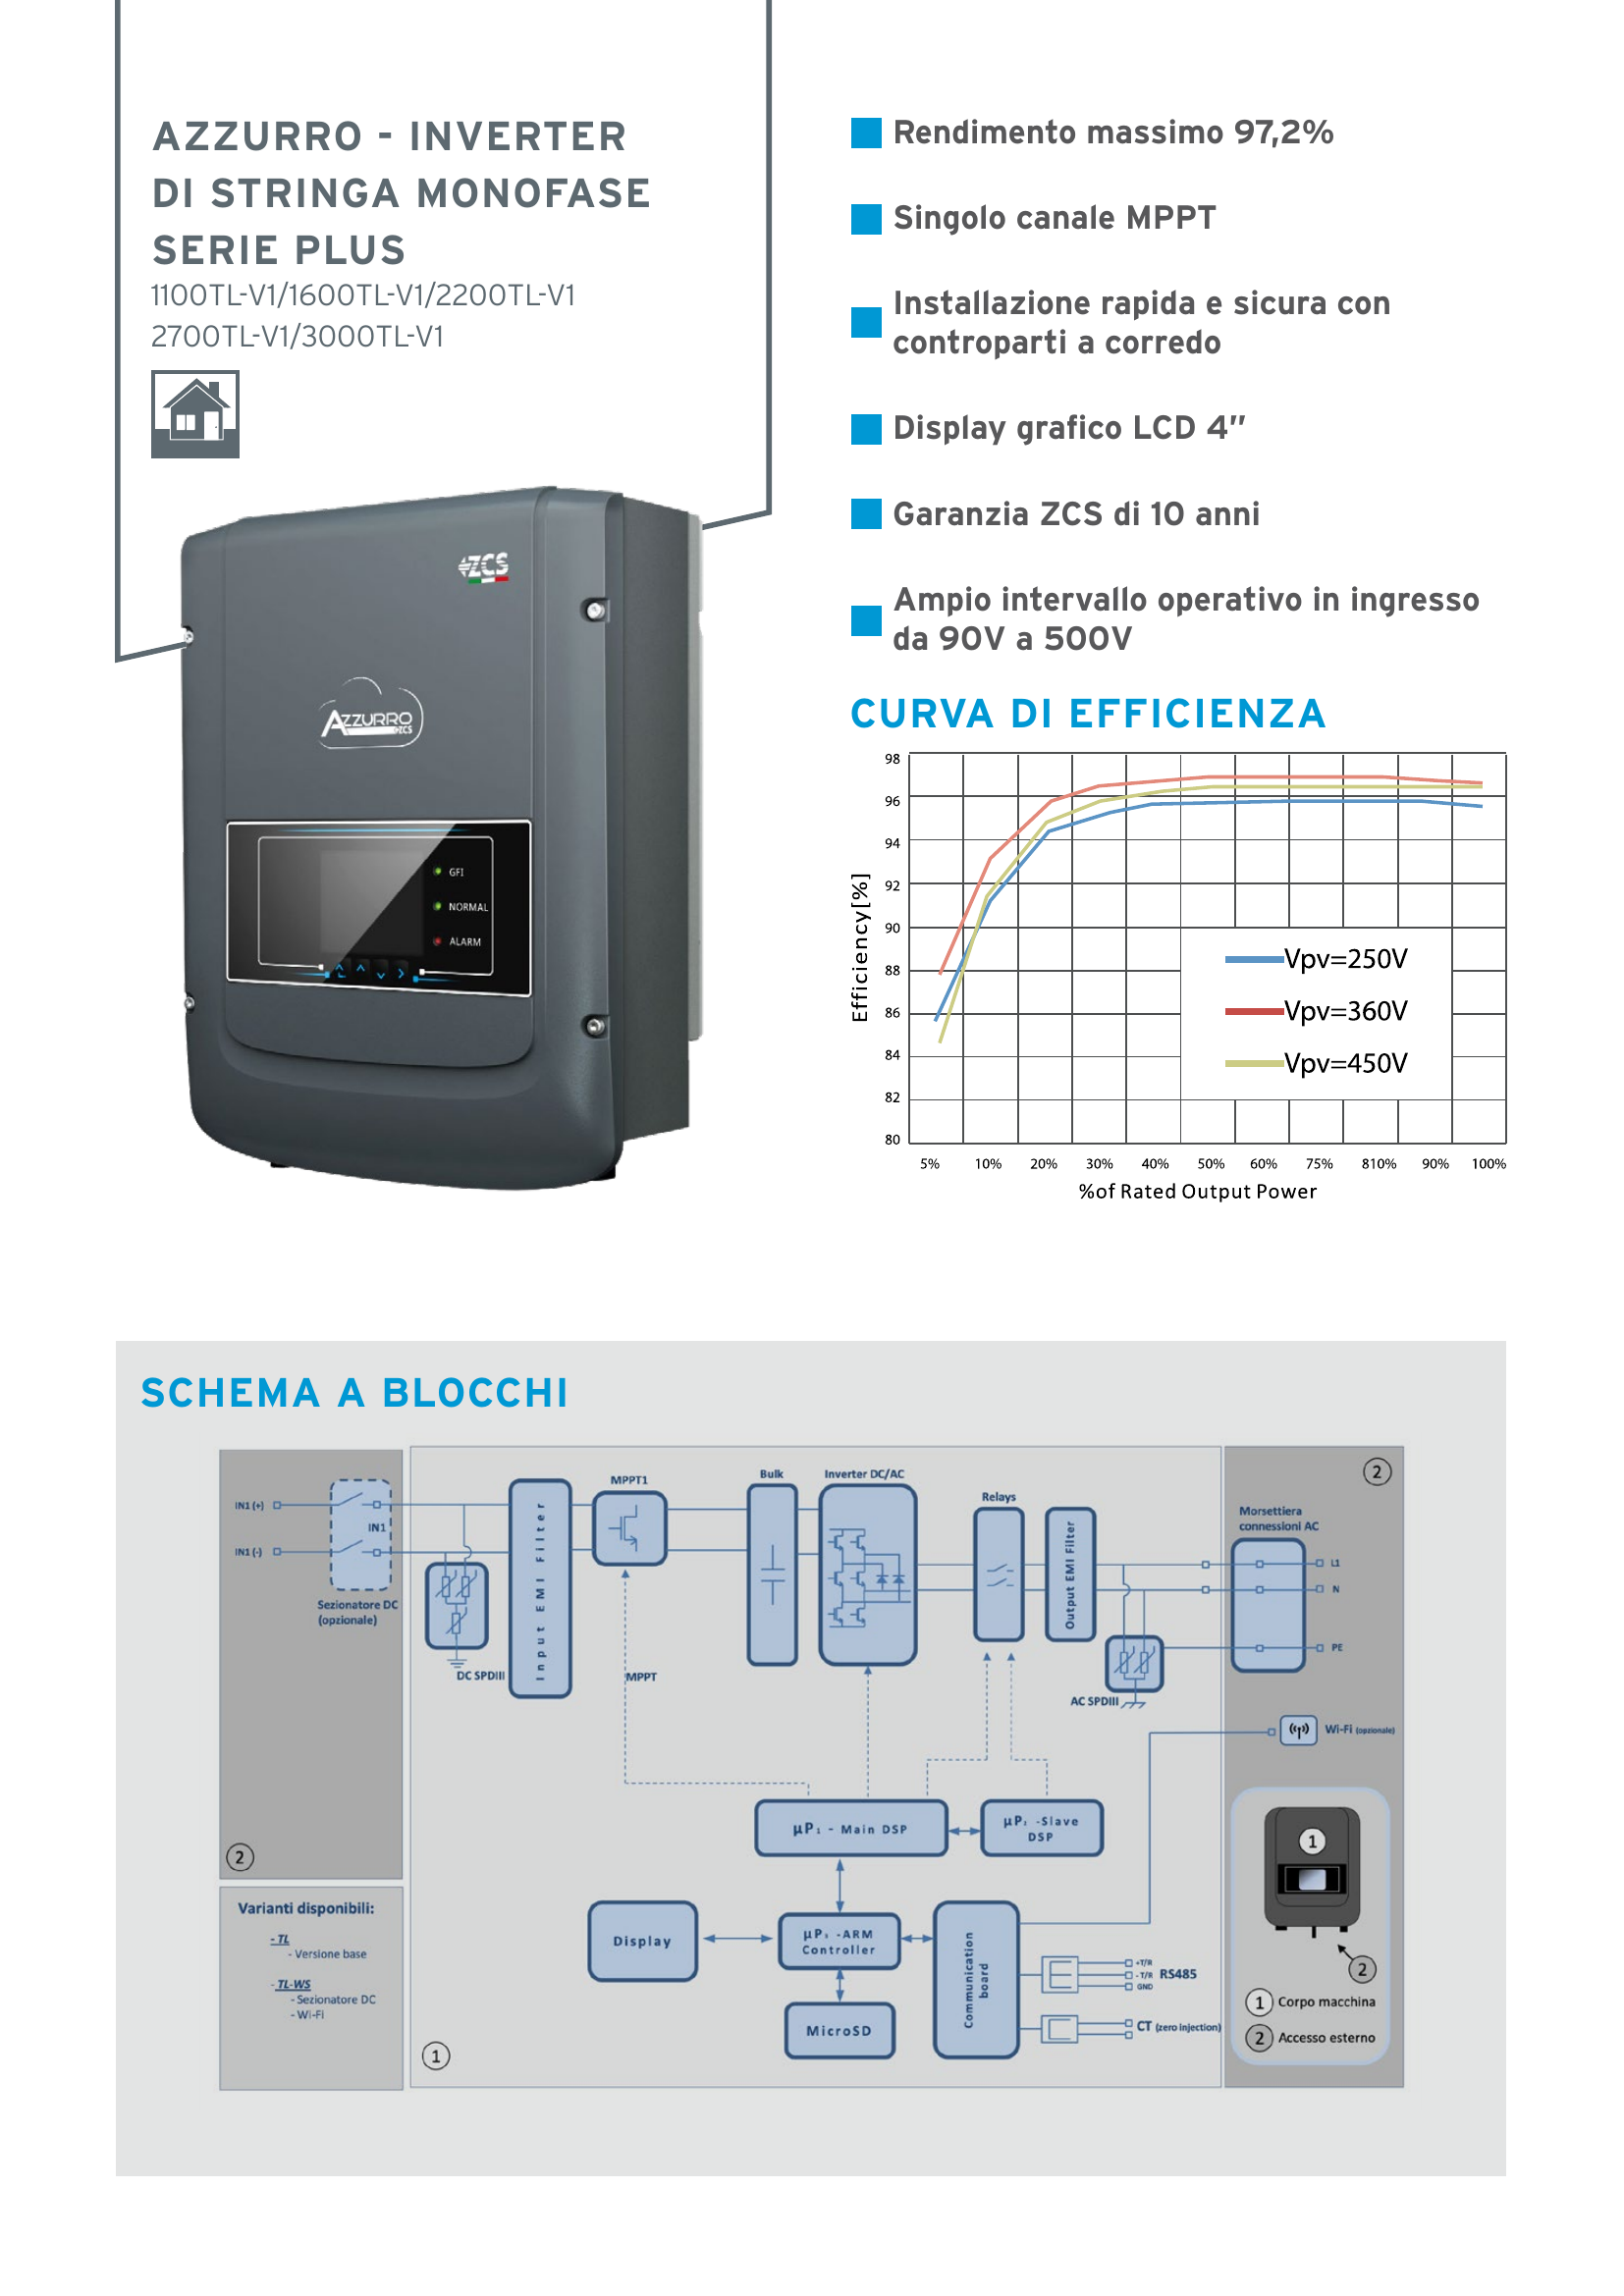 AZZURRO - INVERTER
DI STRINGA MONOFASE
SERIE PLUS
1100TL-V1/1600TL-V1/2200TL-V1
2700TL-V1/3000TL-V1
ZCS
AZZURRO
ZCS
GFI
NORMAL
ALARM
Rendimento massimo 97,2%
Singolo canale MPPT
Installazione rapida e sicura con
controparti a corredo
Display grafico LCD 4″
Garanzia ZCS di 10 anni
Ampio intervallo operativo in ingresso
da 90V a 500V
CURVA DI EFFICIENZA
Efficiency[%]
98
96
94
92
90
88
86
84
82
80
Vpv=250V
Vpv=360V
Vpv=450V
5% 10% 20% 30% 40% 50% 60% 75% 810% 90% 100%
%of Rated Output Power
SCHEMA A BLOCCHI
IN1 (+)
IN1 (-)
IN1
Sezionatore DC
(opzionale)
DC SPDIII
Input EMI Filter
MPPT1
MPPT
Bulk
Inverter DC/AC
Relays
Output EMI Filter
AC SPDIII
Morsettiera
connessioni AC
L1
N
PE
2
Wi-Fi (opzionale)
µP₁ - Main DSP
µP₂ -Slave
DSP
Display
µP₃ -ARM
Controller
MicroSD
Communication
board
+T/R
- T/R
GND
RS485
CT (zero injection)
2
Varianti disponibili:
- TL
- Versione base
- TL-WS
- Sezionatore DC
- Wi-Fi
1
1
2
1 Corpo macchina
2 Accesso esterno